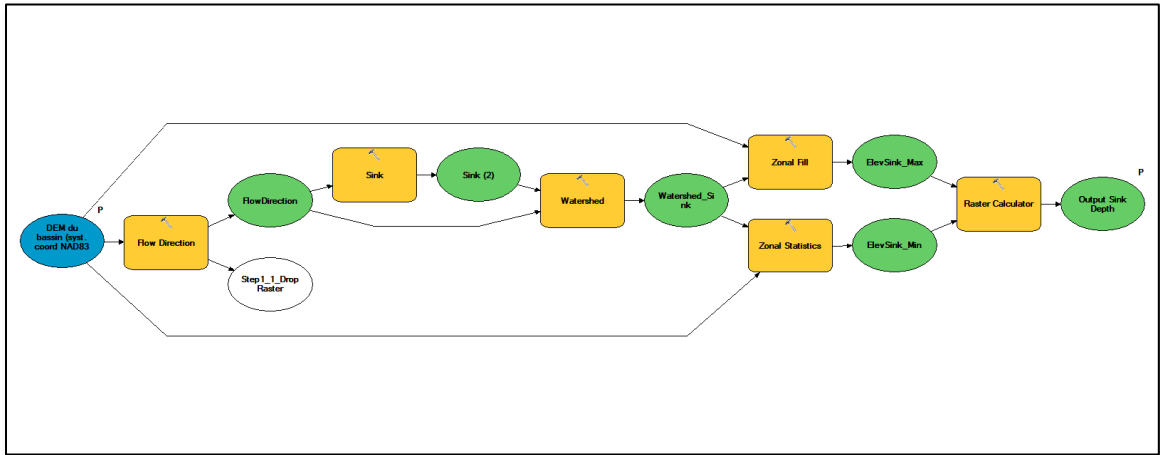 P
DEM du
bassin (syst.
coord NAD83
Flow Direction
FlowDirection
Step1_1_Drop
Raster
Sink
Sink (2)
Watershed
Watershed_Si
nk
Zonal Fill
Zonal Statistics
ElevSink_Max
ElevSink_Min
Raster Calculator
P
Output Sink
Depth